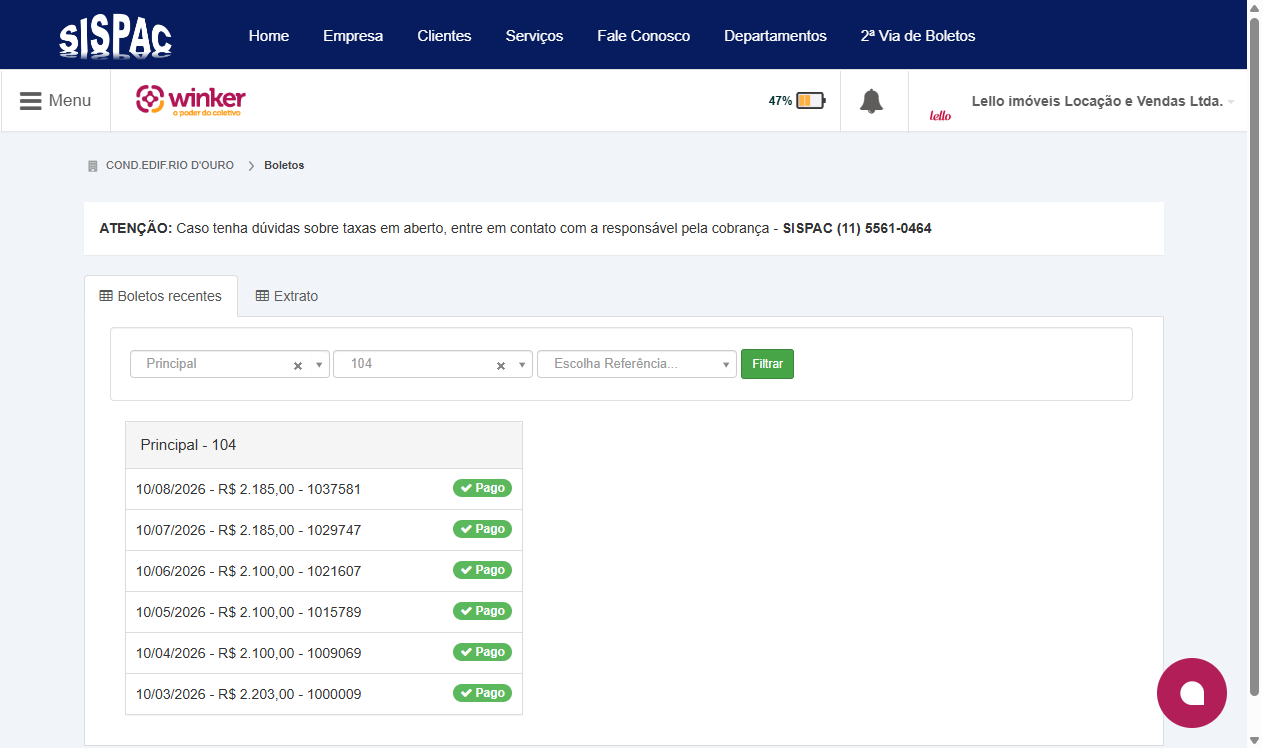 SISPAC
Home Empresa Clientes Serviços Fale Conosco Departamentos 2ª Via de Boletos
Menu
winker
o poder do coletivo
47%
lello
Lello imóveis Locação e Vendas Ltda.
COND.EDIF.RIO D'OURO
Boletos
ATENÇÃO: Caso tenha dúvidas sobre taxas em aberto, entre em contato com a responsável pela cobrança - SISPAC (11) 5561-0464
Boletos recentes
Extrato
Principal × 104 × Escolha Referência... Filtrar
Principal - 104
10/08/2026 - R$ 2.185,00 - 1037581 Pago
10/07/2026 - R$ 2.185,00 - 1029747 Pago
10/06/2026 - R$ 2.100,00 - 1021607 Pago
10/05/2026 - R$ 2.100,00 - 1015789 Pago
10/04/2026 - R$ 2.100,00 - 1009069 Pago
10/03/2026 - R$ 2.203,00 - 1000009 Pago